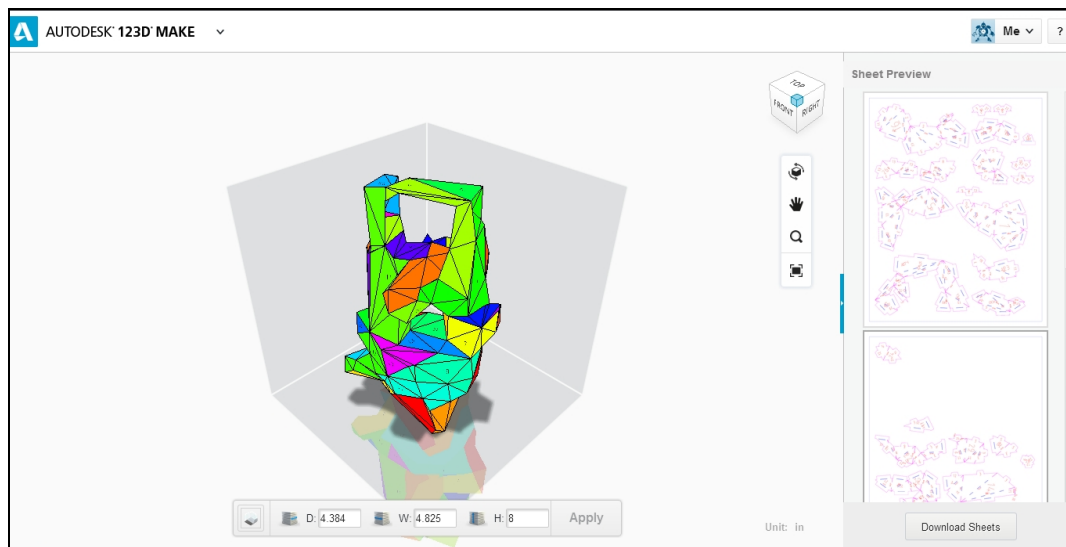 AUTODESK® 123D® MAKE
Me
?
Sheet Preview
TOP
FRONT
RIGHT
D: 4.384
W: 4.825
H: 8
Apply
Unit: in
Download Sheets